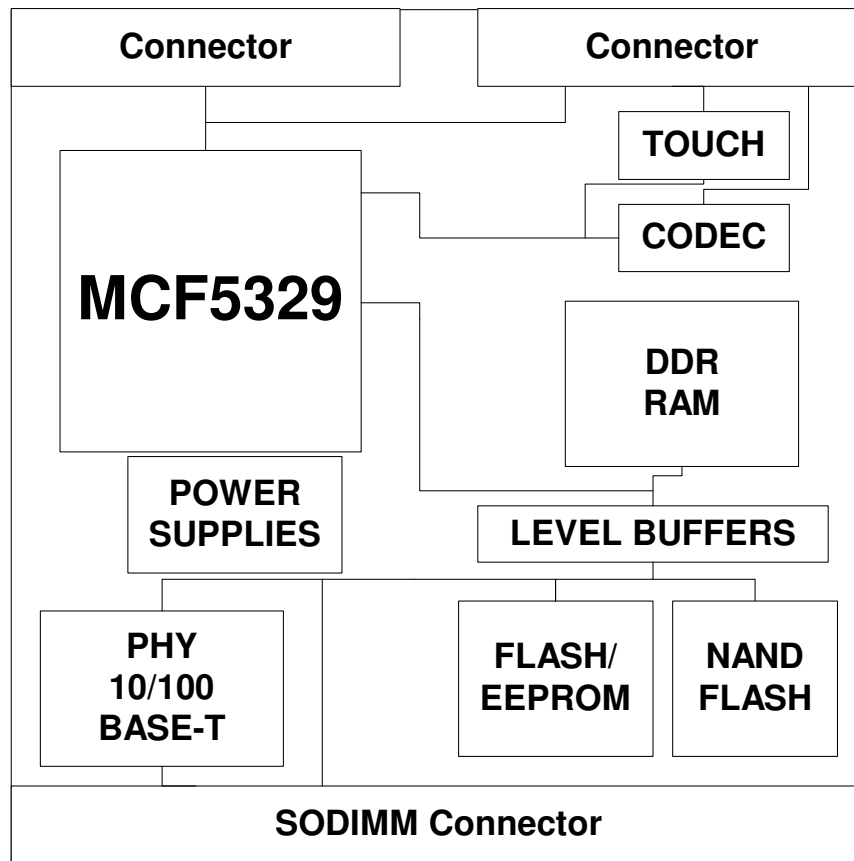 Connector
Connector
TOUCH
CODEC
MCF5329
DDR
RAM
POWER
SUPPLIES
LEVEL BUFFERS
PHY
10/100
BASE-T
FLASH/
EEPROM
NAND
FLASH
SODIMM Connector